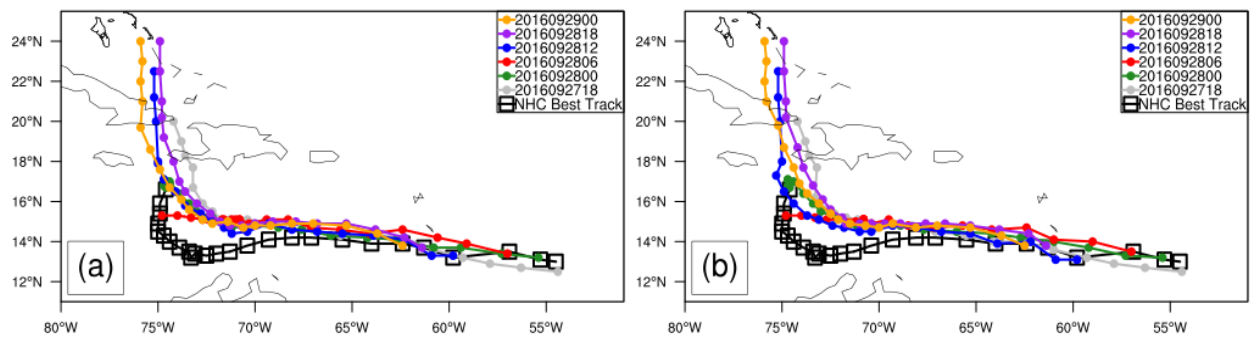 2016092900
2016092818
2016092812
2016092806
2016092800
2016092718
NHC Best Track
24°N
22°N
20°N
18°N
16°N
14°N
12°N
(a)
80°W 75°W 70°W 65°W 60°W 55°W
2016092900
2016092818
2016092812
2016092806
2016092800
2016092718
NHC Best Track
24°N
22°N
20°N
18°N
16°N
14°N
12°N
(b)
80°W 75°W 70°W 65°W 60°W 55°W